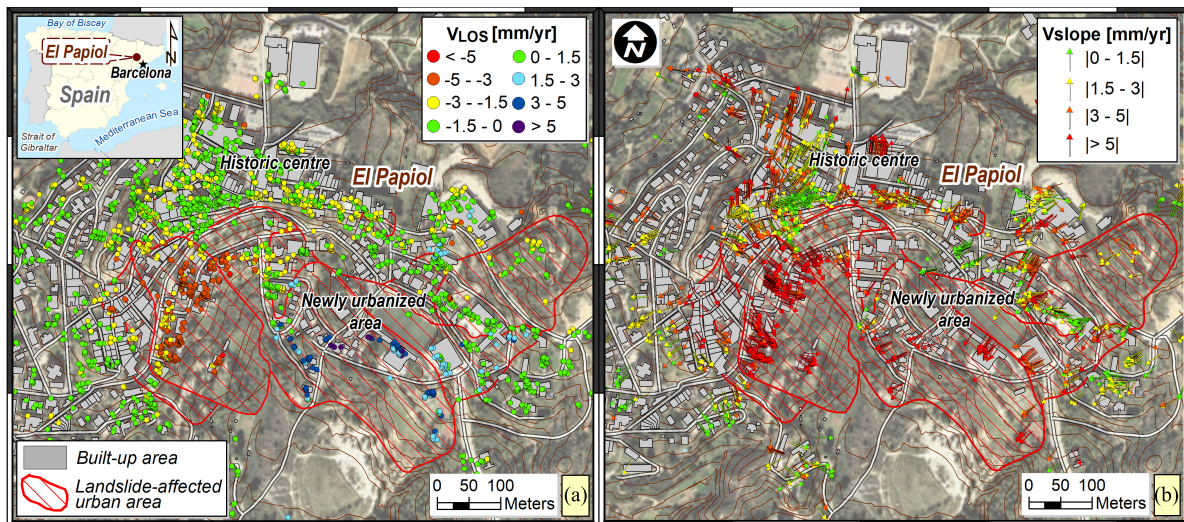 Bay of Biscay
El Papiol
N
Barcelona
Spain
Mediterranean Sea
Strait of
Gibraltar
VLOS [mm/yr]
< -5
0 - 1.5
-5 - -3
1.5 - 3
-3 - -1.5
3 - 5
-1.5 - 0
> 5
Historic centre
El Papiol
Newly urbanized
area
Built-up area
Landslide-affected
urban area
0 50 100
Meters
(a)
N
Vslope [mm/yr]
|0 - 1.5|
|1.5 - 3|
|3 - 5|
|> 5|
Historic centre
El Papiol
Newly urbanized
area
0 50 100
Meters
(b)